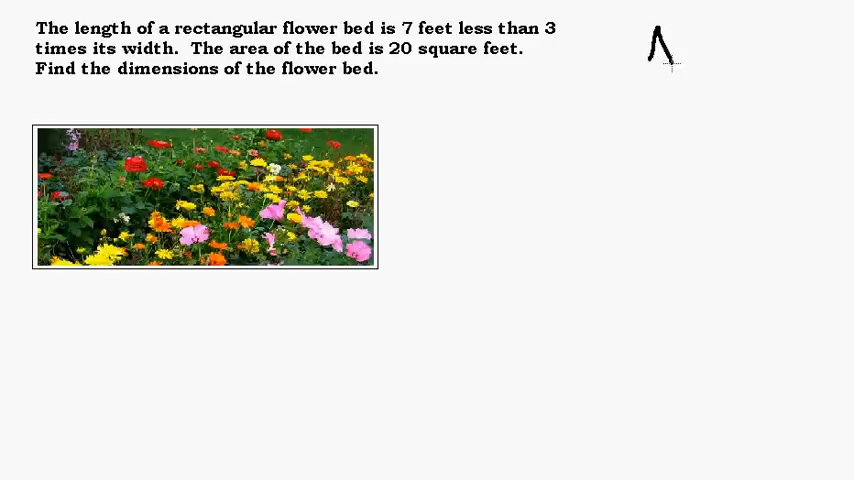 The length of a rectangular flower bed is 7 feet less than 3
times its width. The area of the bed is 20 square feet.
Find the dimensions of the flower bed.